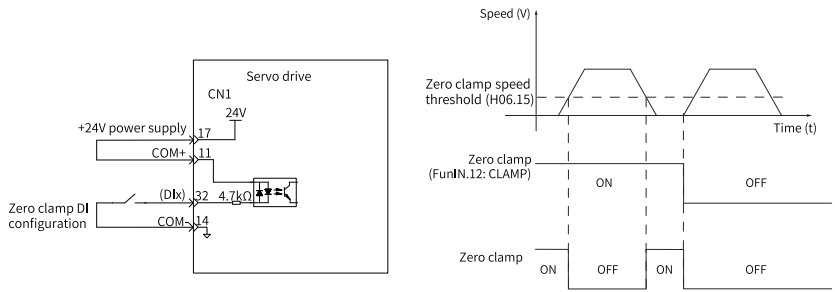 Servo drive
CN1
24V
+24V power supply
17
COM+
11
(DIx)
32
4.7kΩ
Zero clamp DI
configuration
COM-
14
Speed (V)
Zero clamp speed
threshold (H06.15)
Time (t)
Zero clamp
(FunIN.12: CLAMP)
ON
OFF
Zero clamp
ON
OFF
ON
OFF